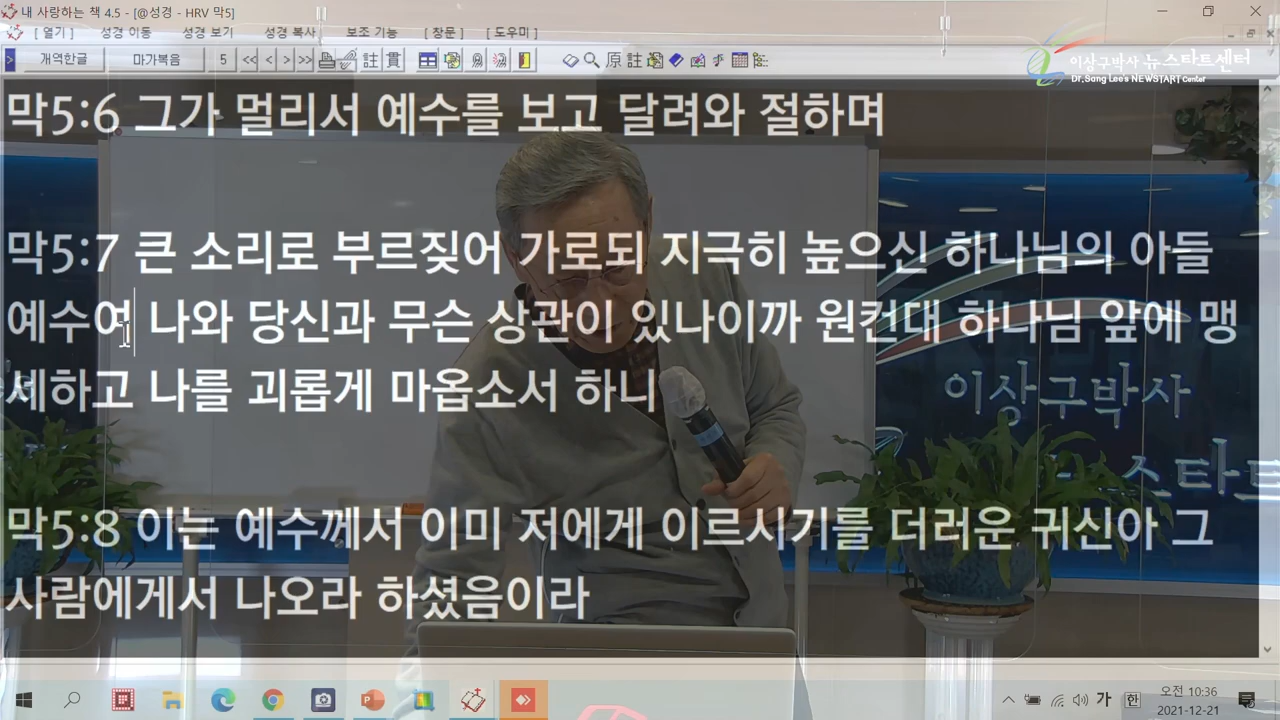 내 사랑하는 책 4.5 - [@성경 - HRV 막5]
[ 열기 ] 성경 이동 성경 보기 성경 복사 보조 기능 [ 창문 ] [ 도우미 ]
개역한글 마가복음 5 << < > >> 註 貫 原 註
이상구박사 뉴스타트센터
Dr.Sang Lee's NEWSTART Center
막5:6 그가 멀리서 예수를 보고 달려와 절하며
막5:7 큰 소리로 부르짖어 가로되 지극히 높으신 하나님의 아들
예수여 나와 당신과 무슨 상관이 있나이까 원컨대 하나님 앞에 맹
세하고 나를 괴롭게 마옵소서 하니
이상구박사
스타트
막5:8 이는 예수께서 이미 저에게 이르시기를 더러운 귀신아 그
사람에게서 나오라 하셨음이라
가 한 오전 10:36
2021-12-21